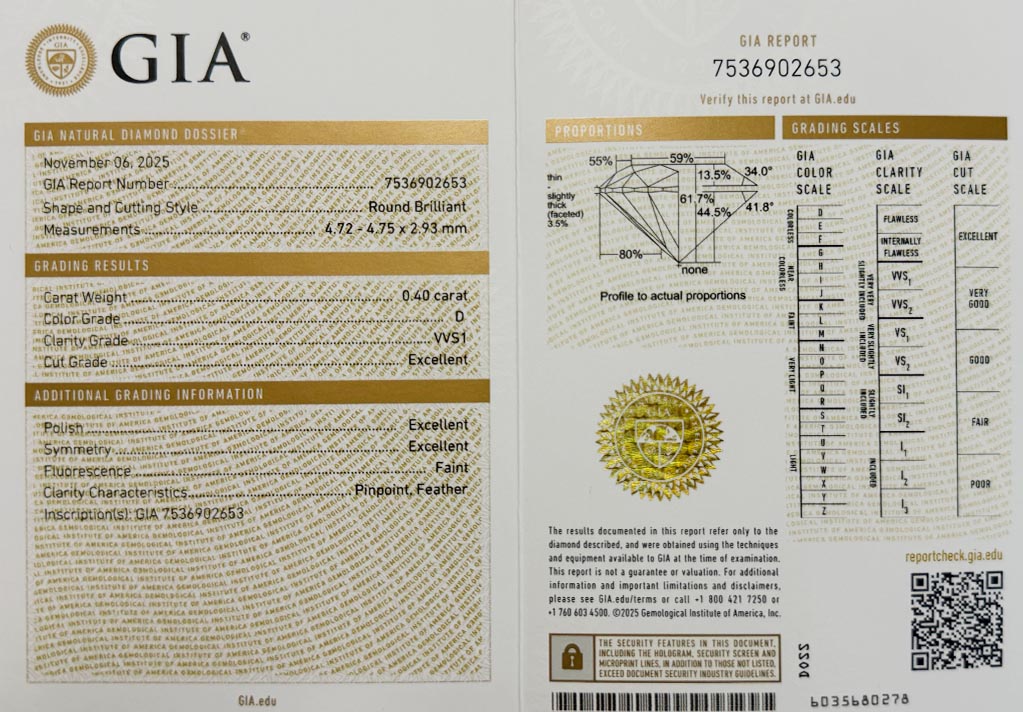 GIA®
GIA NATURAL DIAMOND DOSSIER®
November 06, 2025
GIA Report Number 7536902653
Shape and Cutting Style Round Brilliant
Measurements 4.72 - 4.75 x 2.93 mm
GRADING RESULTS
Carat Weight 0.40 carat
Color Grade D
Clarity Grade VVS1
Cut Grade Excellent
ADDITIONAL GRADING INFORMATION
Polish Excellent
Symmetry Excellent
Fluorescence Faint
Clarity Characteristics Pinpoint, Feather
Inscription(s): GIA 7536902653
GIA.edu
GIA REPORT
7536902653
Verify this report at GIA.edu
PROPORTIONS
55%
59%
13.5%
34.0°
thin
-
slightly
thick
(faceted)
3.5%
61.7%
44.5%
41.8°
80%
none
Profile to actual proportions
GRADING SCALES
GIA
COLOR
SCALE
COLORLESS
D
E
F
NEAR COLORLESS
G
H
I
J
FAINT
K
L
M
VERY LIGHT
N
O
P
Q
R
LIGHT
S
T
U
V
W
X
Y
Z
GIA
CLARITY
SCALE
FLAWLESS
INTERNALLY
FLAWLESS
VERY VERY
SLIGHTLY INCLUDED
VVS1
VVS2
VERY SLIGHTLY
INCLUDED
VS1
VS2
SLIGHTLY
INCLUDED
SI1
SI2
INCLUDED
I1
I2
I3
GIA
CUT
SCALE
EXCELLENT
VERY
GOOD
GOOD
FAIR
POOR
GIA
The results documented in this report refer only to the
diamond described, and were obtained using the techniques
and equipment available to GIA at the time of examination.
This report is not a guarantee or valuation. For additional
information and important limitations and disclaimers,
please see GIA.edu/terms or call +1 800 421 7250 or
+1 760 603 4500. ©2025 Gemological Institute of America, Inc.
THE SECURITY FEATURES IN THIS DOCUMENT,
INCLUDING THE HOLOGRAM, SECURITY SCREEN AND
MICROPRINT LINES, IN ADDITION TO THOSE NOT LISTED,
EXCEED DOCUMENT SECURITY INDUSTRY GUIDELINES.
reportcheck.gia.edu
DOSS
6035680278